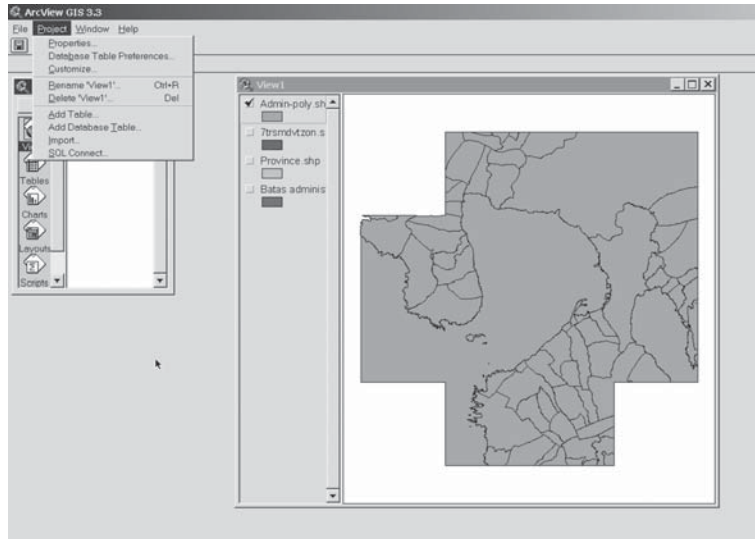 ArcView GIS 3.3
File Project Window Help
Properties...
Database Table Preferences...
Customize...
Rename 'View1'... Ctrl+R
Delete 'View1'... Del
Add Table...
Add Database Table...
Import...
SQL Connect...
Tables
Charts
Layouts
Scripts
View1
Admin-poly.sh
7trsmdvtzon.s
Province.shp
Batas adminis